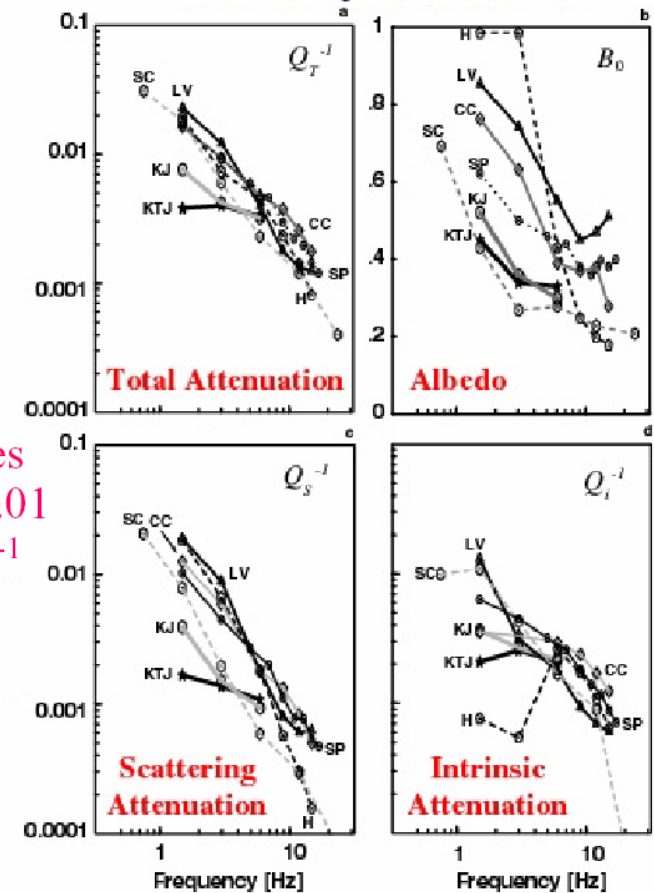 a
b
0.1
0.01
0.001
0.0001
Q_T^-1
SC
LV
KJ
KTJ
CC
SP
H
Total Attenuation
1
.8
.6
.4
.2
0
B_0
H
LV
CC
SC
SP
KJ
KTJ
Albedo
es
.01
-1
c
d
0.1
0.01
0.001
0.0001
Q_S^-1
SC CC
LV
KJ
KTJ
SP
H
Scattering
Attenuation
1
10
Frequency [Hz]
Q_i^-1
LV
SC
KJ
KTJ
CC
H
SP
Intrinsic
Attenuation
1
10
Frequency [Hz]